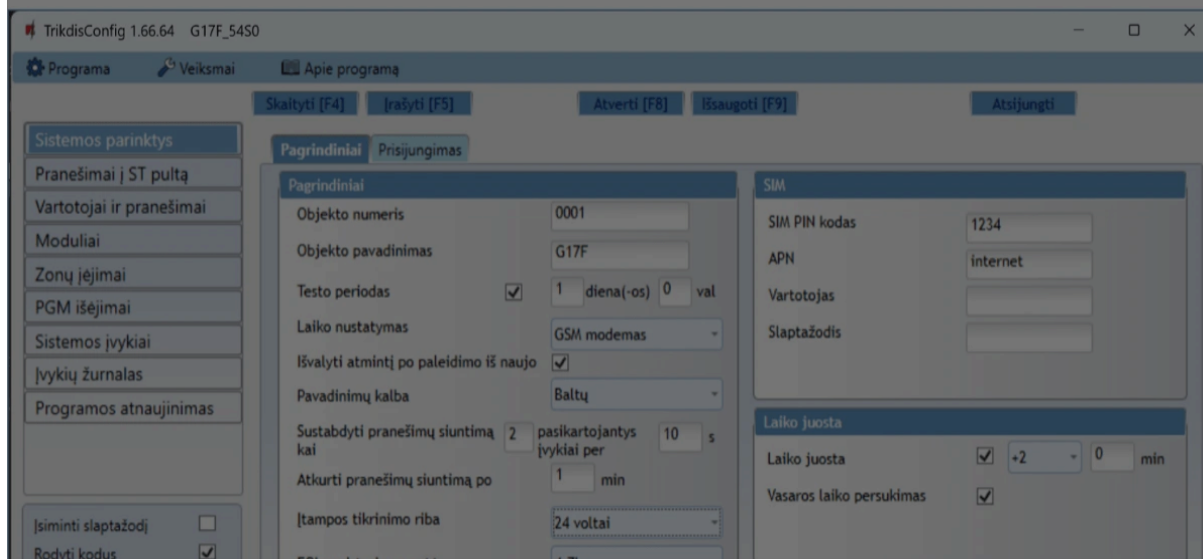 TrikdisConfig 1.66.64 G17F_54S0
Programa Veiksmai Apie programą
Skaityti [F4] Įrašyti [F5] Atverti [F8] Išsaugoti [F9] Atsijungti
Sistemos parinktys
Pranešimai į ST pultą
Vartotojai ir pranešimai
Moduliai
Zonų įėjimai
PGM išėjimai
Sistemos įvykiai
Įvykių žurnalas
Programos atnaujinimas
Įsiminti slaptažodį
Rodyti kodus
Pagrindiniai Prisijungimas
Pagrindiniai
Objekto numeris 0001
Objekto pavadinimas G17F
Testo periodas 1 diena(-os) 0 val
Laiko nustatymas GSM modemas
Išvalyti atmintį po paleidimo iš naujo
Pavadinimų kalba Baltų
Sustabdyti pranešimų siuntimą kai 2 pasikartojantys įvykiai per 10 s
Atkurti pranešimų siuntimą po 1 min
Įtampos tikrinimo riba 24 voltai
SIM
SIM PIN kodas 1234
APN internet
Vartotojas
Slaptažodis
Laiko juosta
Laiko juosta +2 0 min
Vasaros laiko persukimas